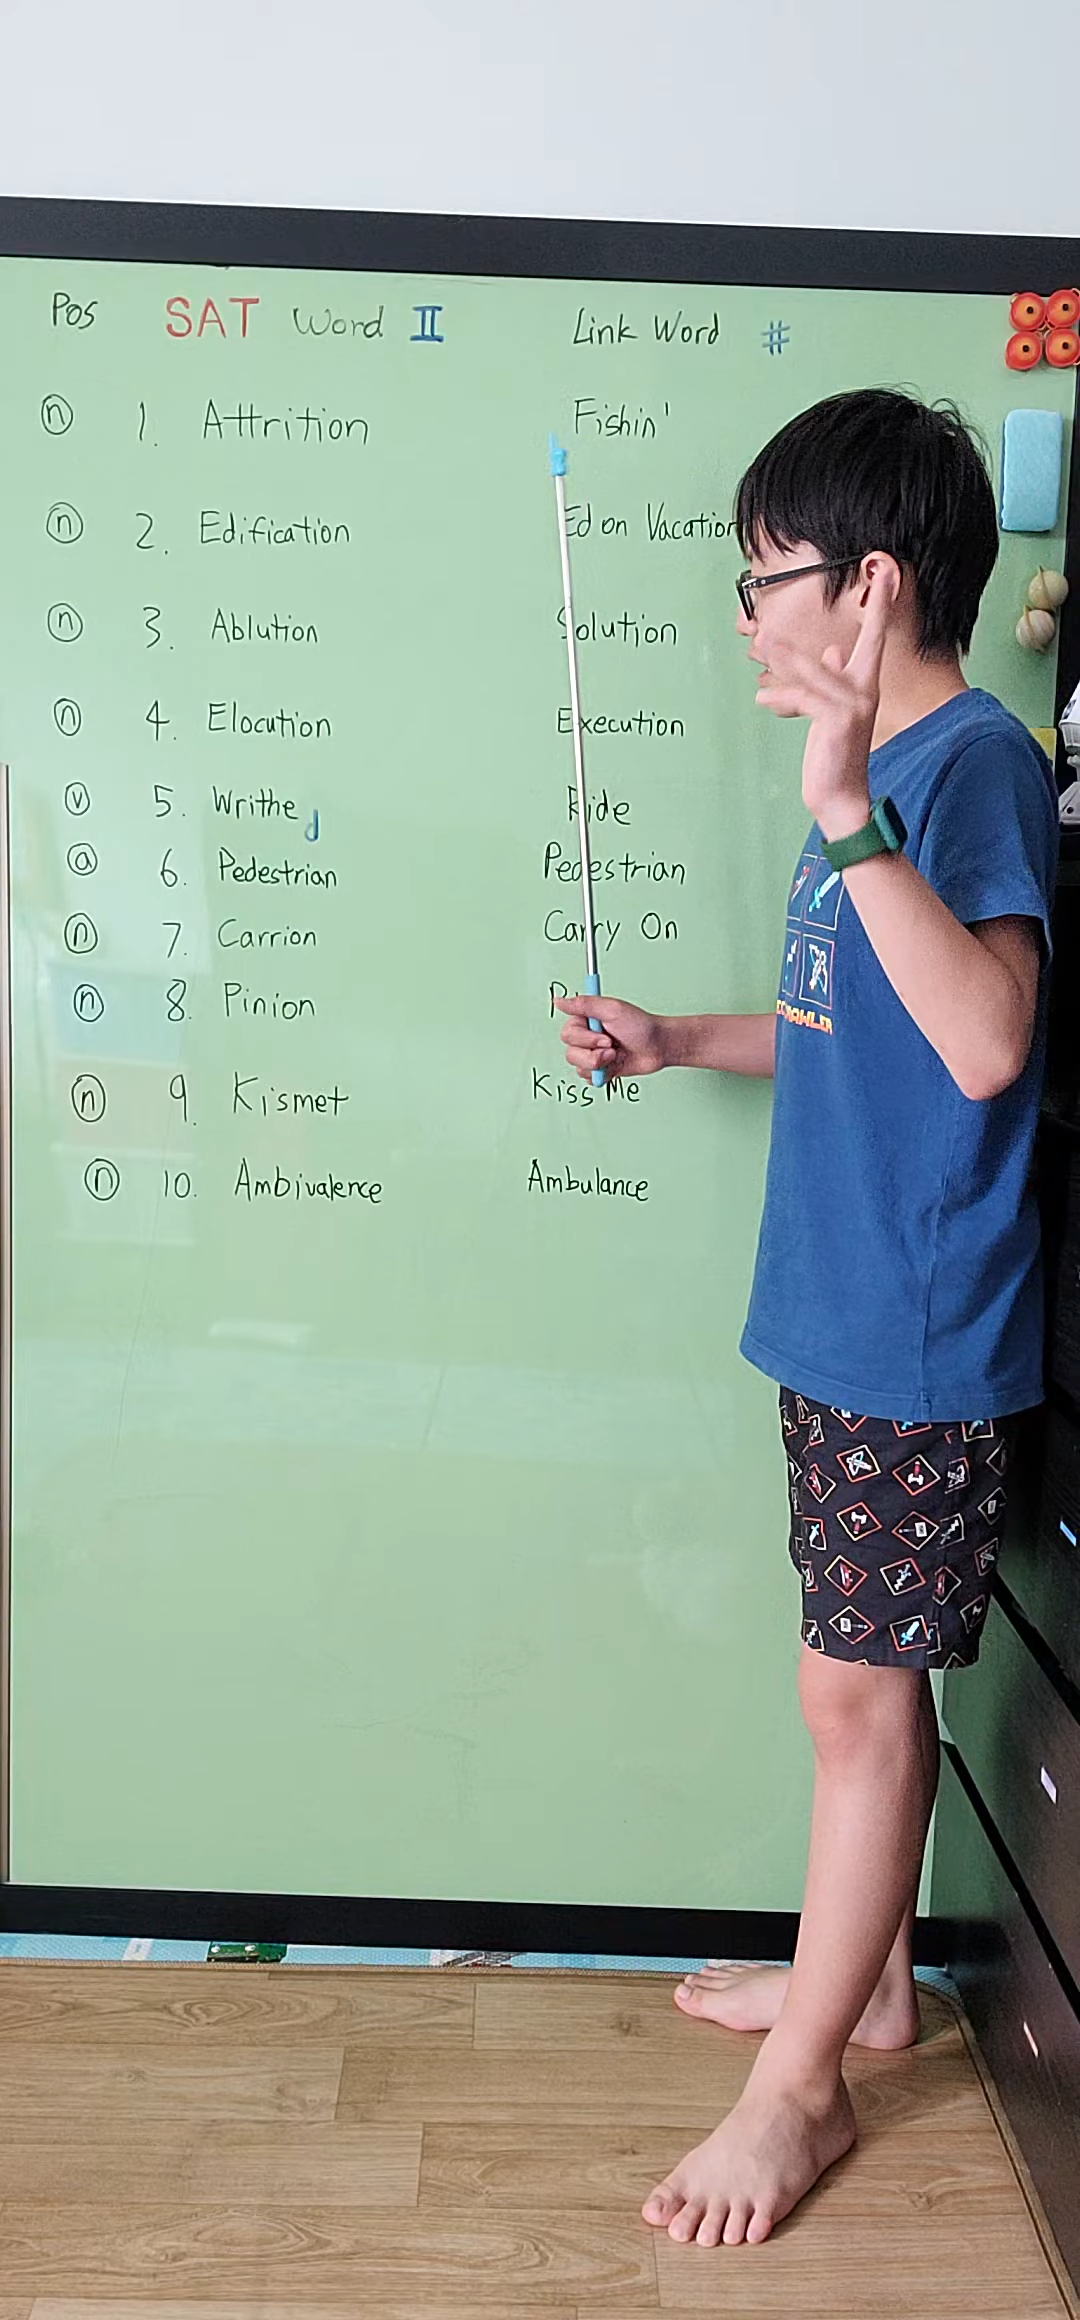 Pos SAT Word II Link Word #
n 1. Attrition Fishin'
n 2. Edification Ed on Vacation
n 3. Ablution Solution
n 4. Elocution Execution
v 5. Writhe d Ride
a 6. Pedestrian Pedestrian
n 7. Carrion Carry On
n 8. Pinion
n 9. Kismet Kiss Me
n 10. Ambivalence Ambulance